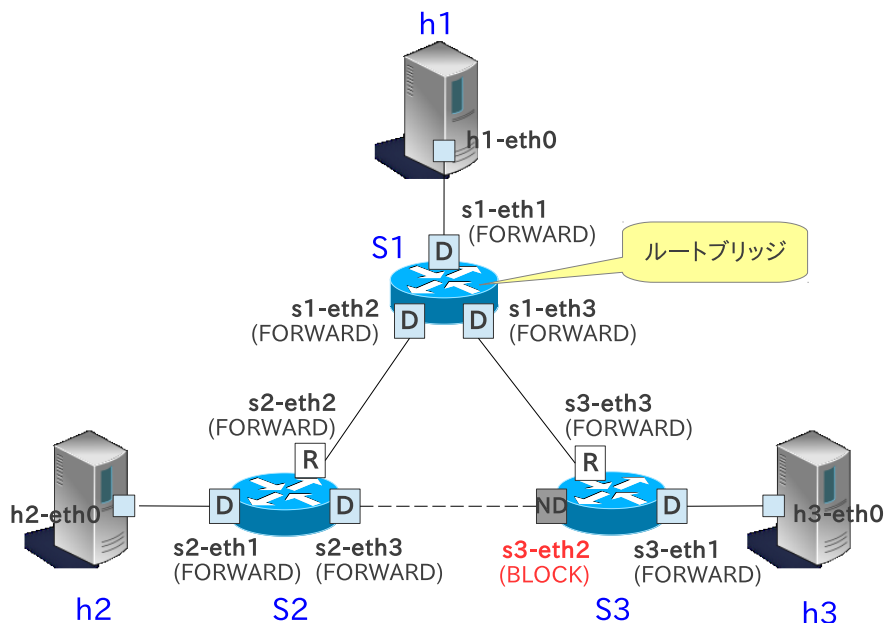 h1
h1-eth0
s1-eth1
(FORWARD)
S1
D
ルートブリッジ
s1-eth2
(FORWARD)
D
D
s1-eth3
(FORWARD)
s2-eth2
(FORWARD)
R
s3-eth3
(FORWARD)
R
h2-eth0
D
D
ND
D
h3-eth0
s2-eth1
(FORWARD)
s2-eth3
(FORWARD)
s3-eth2
(BLOCK)
s3-eth1
(FORWARD)
h2
S2
S3
h3